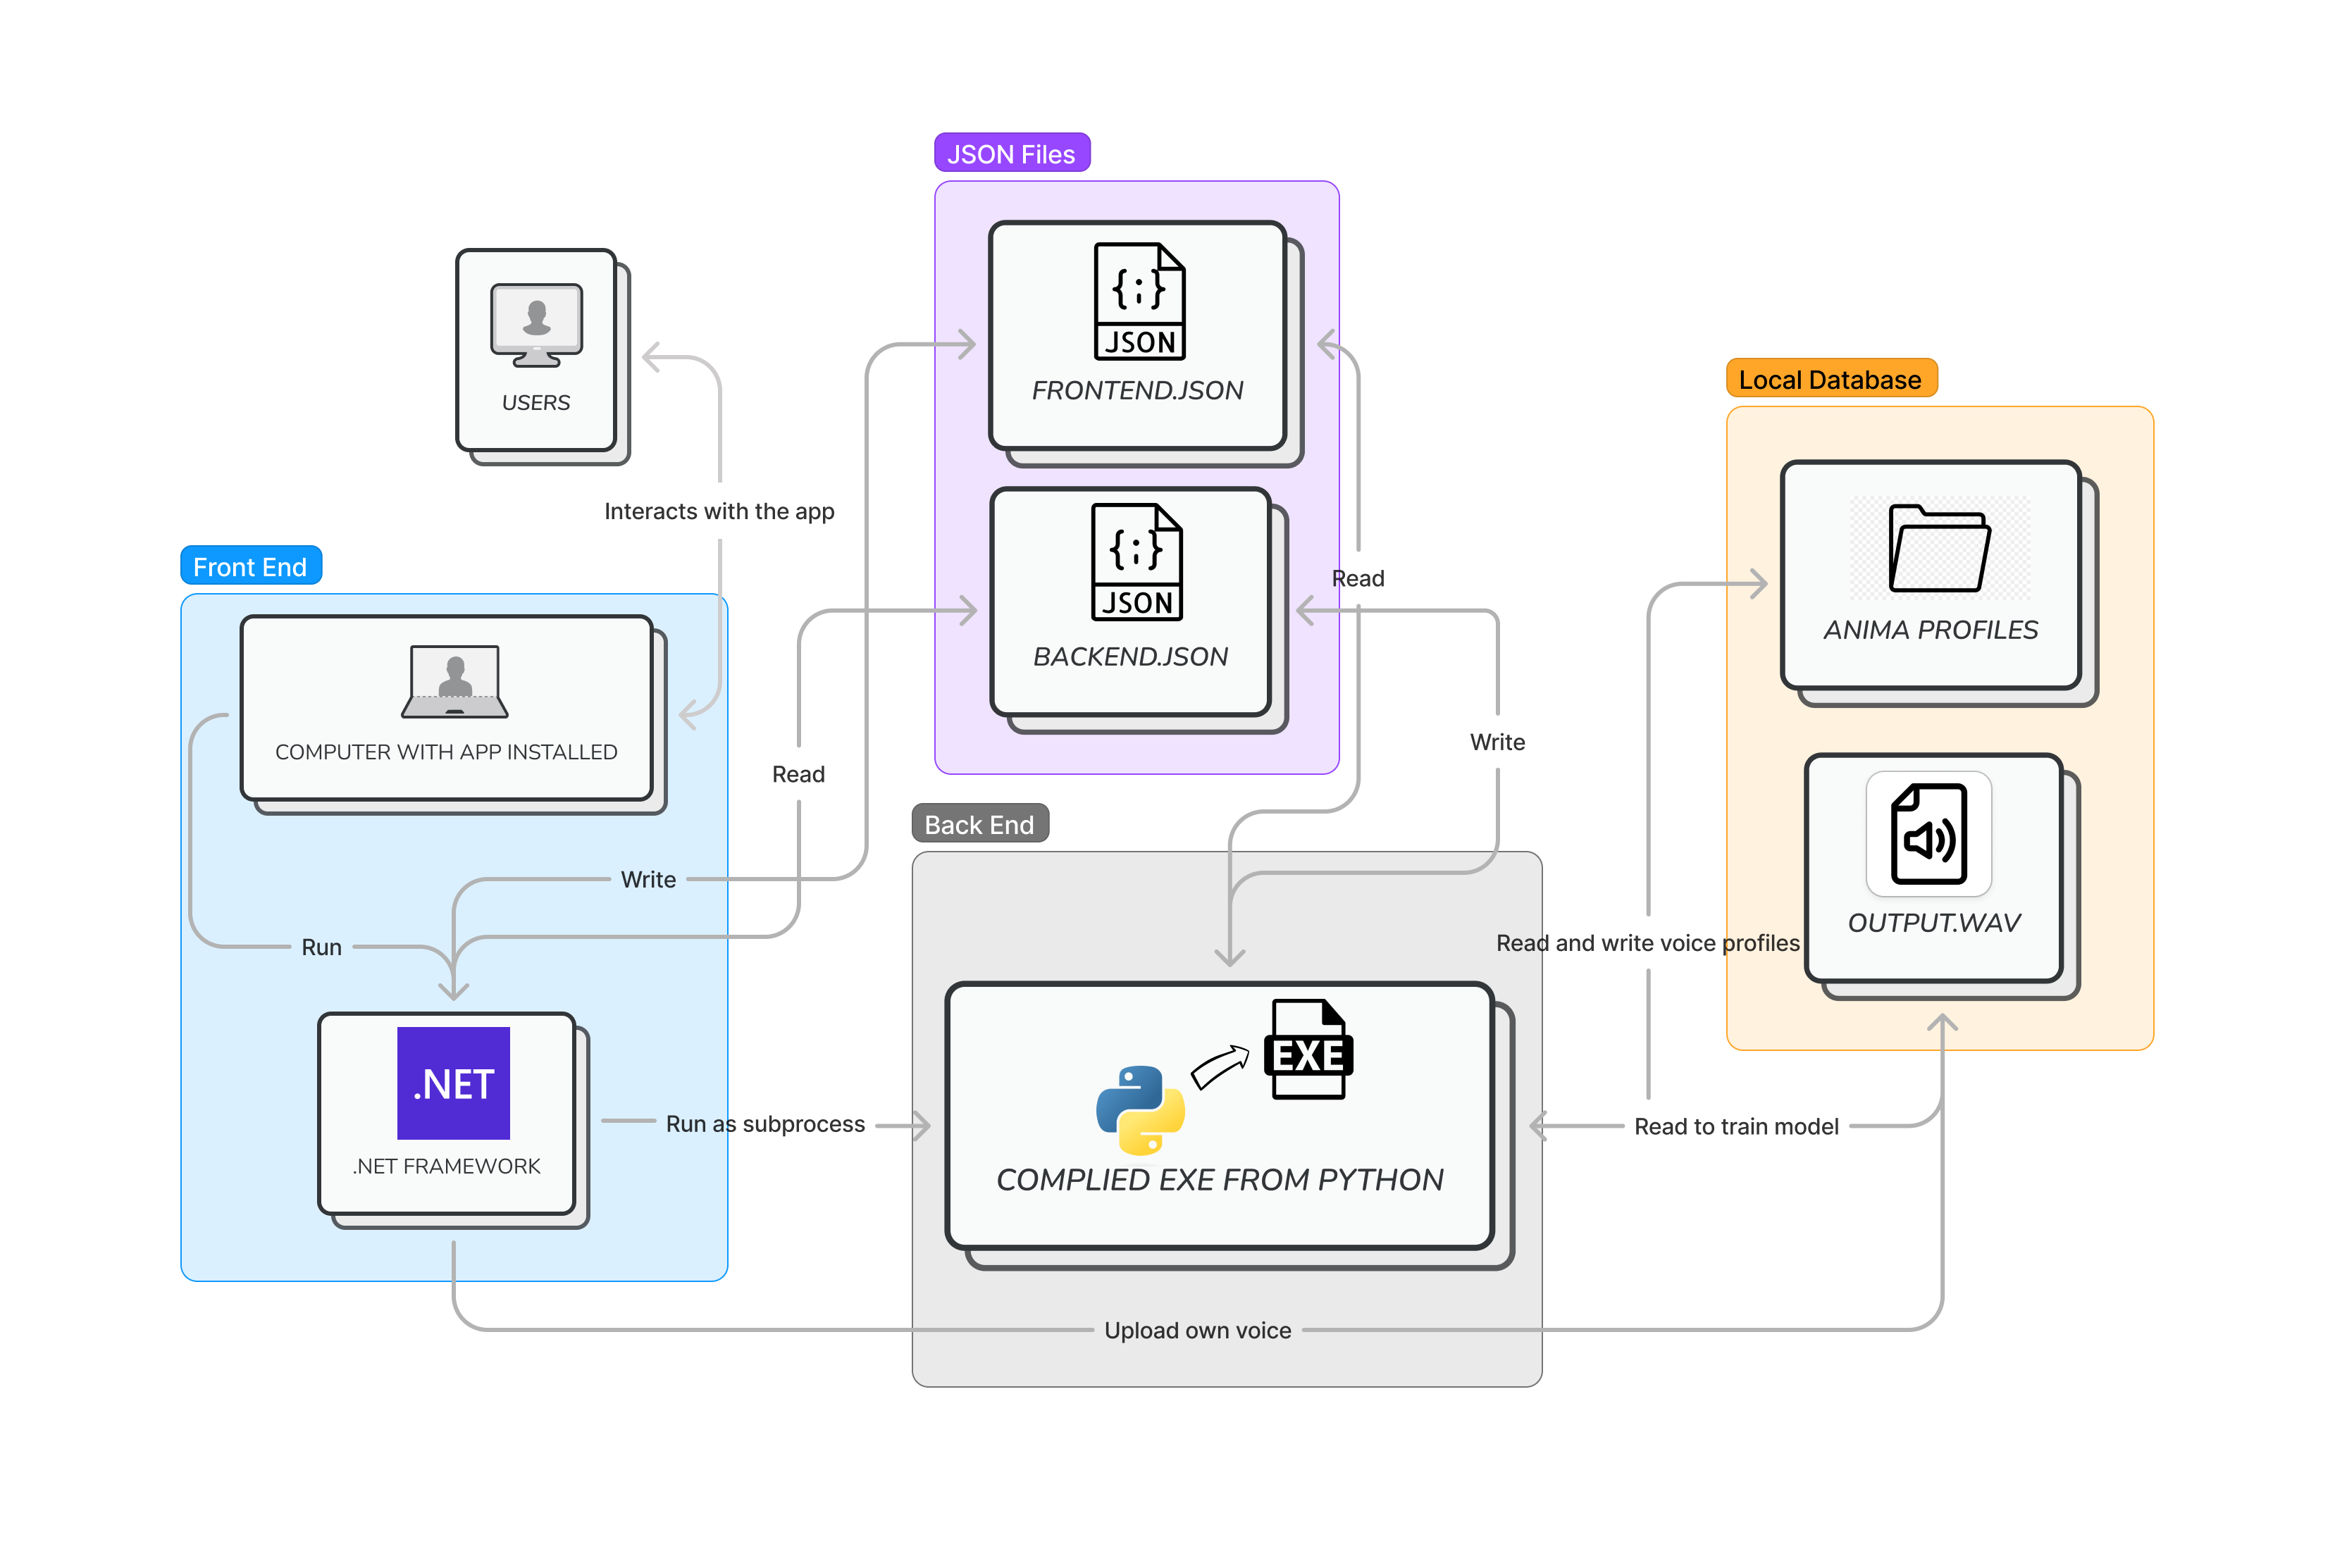 JSON Files
{;}
JSON
FRONTEND.JSON
USERS
Local Database
Interacts with the app
{;}
JSON
BACKEND.JSON
Front End
Read
ANIMA PROFILES
COMPUTER WITH APP INSTALLED
Write
Read
Back End
Write
OUTPUT.WAV
Run
Read and write voice profiles
.NET
.NET FRAMEWORK
Run as subprocess
EXE
COMPLIED EXE FROM PYTHON
Read to train model
Upload own voice